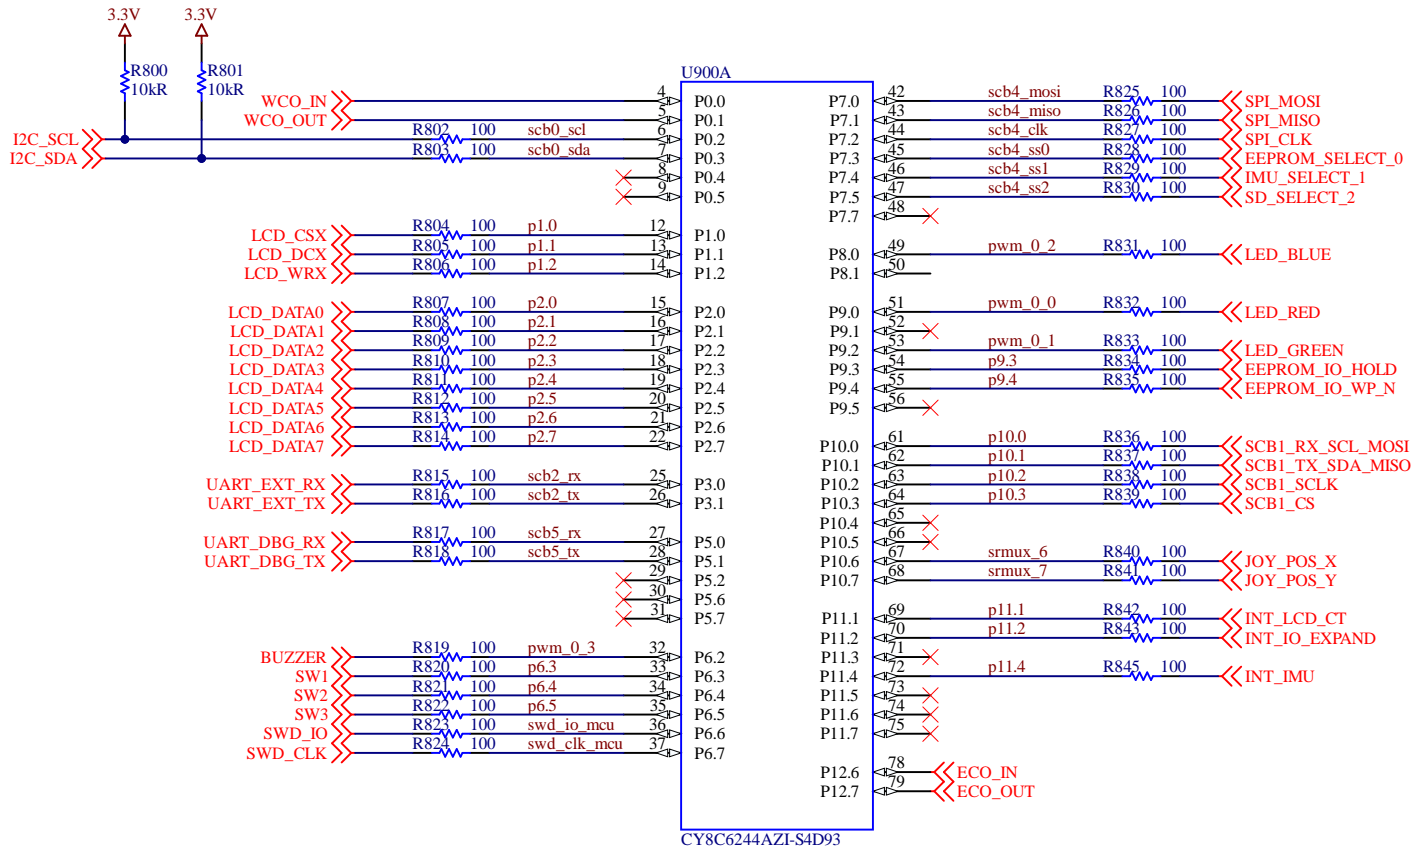 3.3V 3.3V
R800 R801
10kR 10kR
U900A
WCO_IN 4 P0.0
WCO_OUT 5 P0.1
I2C_SCL R802 100 scb0_scl 6 P0.2
I2C_SDA R803 100 scb0_sda 7 P0.3
8 P0.4
9 P0.5
LCD_CSX R804 100 p1.0 12 P1.0
LCD_DCX R805 100 p1.1 13 P1.1
LCD_WRX R806 100 p1.2 14 P1.2
LCD_DATA0 R807 100 p2.0 15 P2.0
LCD_DATA1 R808 100 p2.1 16 P2.1
LCD_DATA2 R809 100 p2.2 17 P2.2
LCD_DATA3 R810 100 p2.3 18 P2.3
LCD_DATA4 R811 100 p2.4 19 P2.4
LCD_DATA5 R812 100 p2.5 20 P2.5
LCD_DATA6 R813 100 p2.6 21 P2.6
LCD_DATA7 R814 100 p2.7 22 P2.7
UART_EXT_RX R815 100 scb2_rx 25 P3.0
UART_EXT_TX R816 100 scb2_tx 26 P3.1
UART_DBG_RX R817 100 scb5_rx 27 P5.0
UART_DBG_TX R818 100 scb5_tx 28 P5.1
29 P5.2
30 P5.6
31 P5.7
BUZZER R819 100 pwm_0_3 32 P6.2
SW1 R820 100 p6.3 33 P6.3
SW2 R821 100 p6.4 34 P6.4
SW3 R822 100 p6.5 35 P6.5
SWD_IO R823 100 swd_io_mcu 36 P6.6
SWD_CLK R824 100 swd_clk_mcu 37 P6.7
P7.0 42 scb4_mosi R825 100 SPI_MOSI
P7.1 43 scb4_miso R826 100 SPI_MISO
P7.2 44 scb4_clk R827 100 SPI_CLK
P7.3 45 scb4_ss0 R828 100 EEPROM_SELECT_0
P7.4 46 scb4_ss1 R829 100 IMU_SELECT_1
P7.5 47 scb4_ss2 R830 100 SD_SELECT_2
P7.7 48
P8.0 49 pwm_0_2 R831 100 LED_BLUE
P8.1 50
P9.0 51 pwm_0_0 R832 100 LED_RED
P9.1 52
P9.2 53 pwm_0_1 R833 100 LED_GREEN
P9.3 54 p9.3 R834 100 EEPROM_IO_HOLD
P9.4 55 p9.4 R835 100 EEPROM_IO_WP_N
P9.5 56
P10.0 61 p10.0 R836 100 SCB1_RX_SCL_MOSI
P10.1 62 p10.1 R837 100 SCB1_TX_SDA_MISO
P10.2 63 p10.2 R838 100 SCB1_SCLK
P10.3 64 p10.3 R839 100 SCB1_CS
P10.4 65
P10.5 66
P10.6 67 srmux_6 R840 100 JOY_POS_X
P10.7 68 srmux_7 R841 100 JOY_POS_Y
P11.1 69 p11.1 R842 100 INT_LCD_CT
P11.2 70 p11.2 R843 100 INT_IO_EXPAND
P11.3 71
P11.4 72 p11.4 R845 100 INT_IMU
P11.5 73
P11.6 74
P11.7 75
P12.6 78 ECO_IN
P12.7 79 ECO_OUT
CY8C6244AZI-S4D93